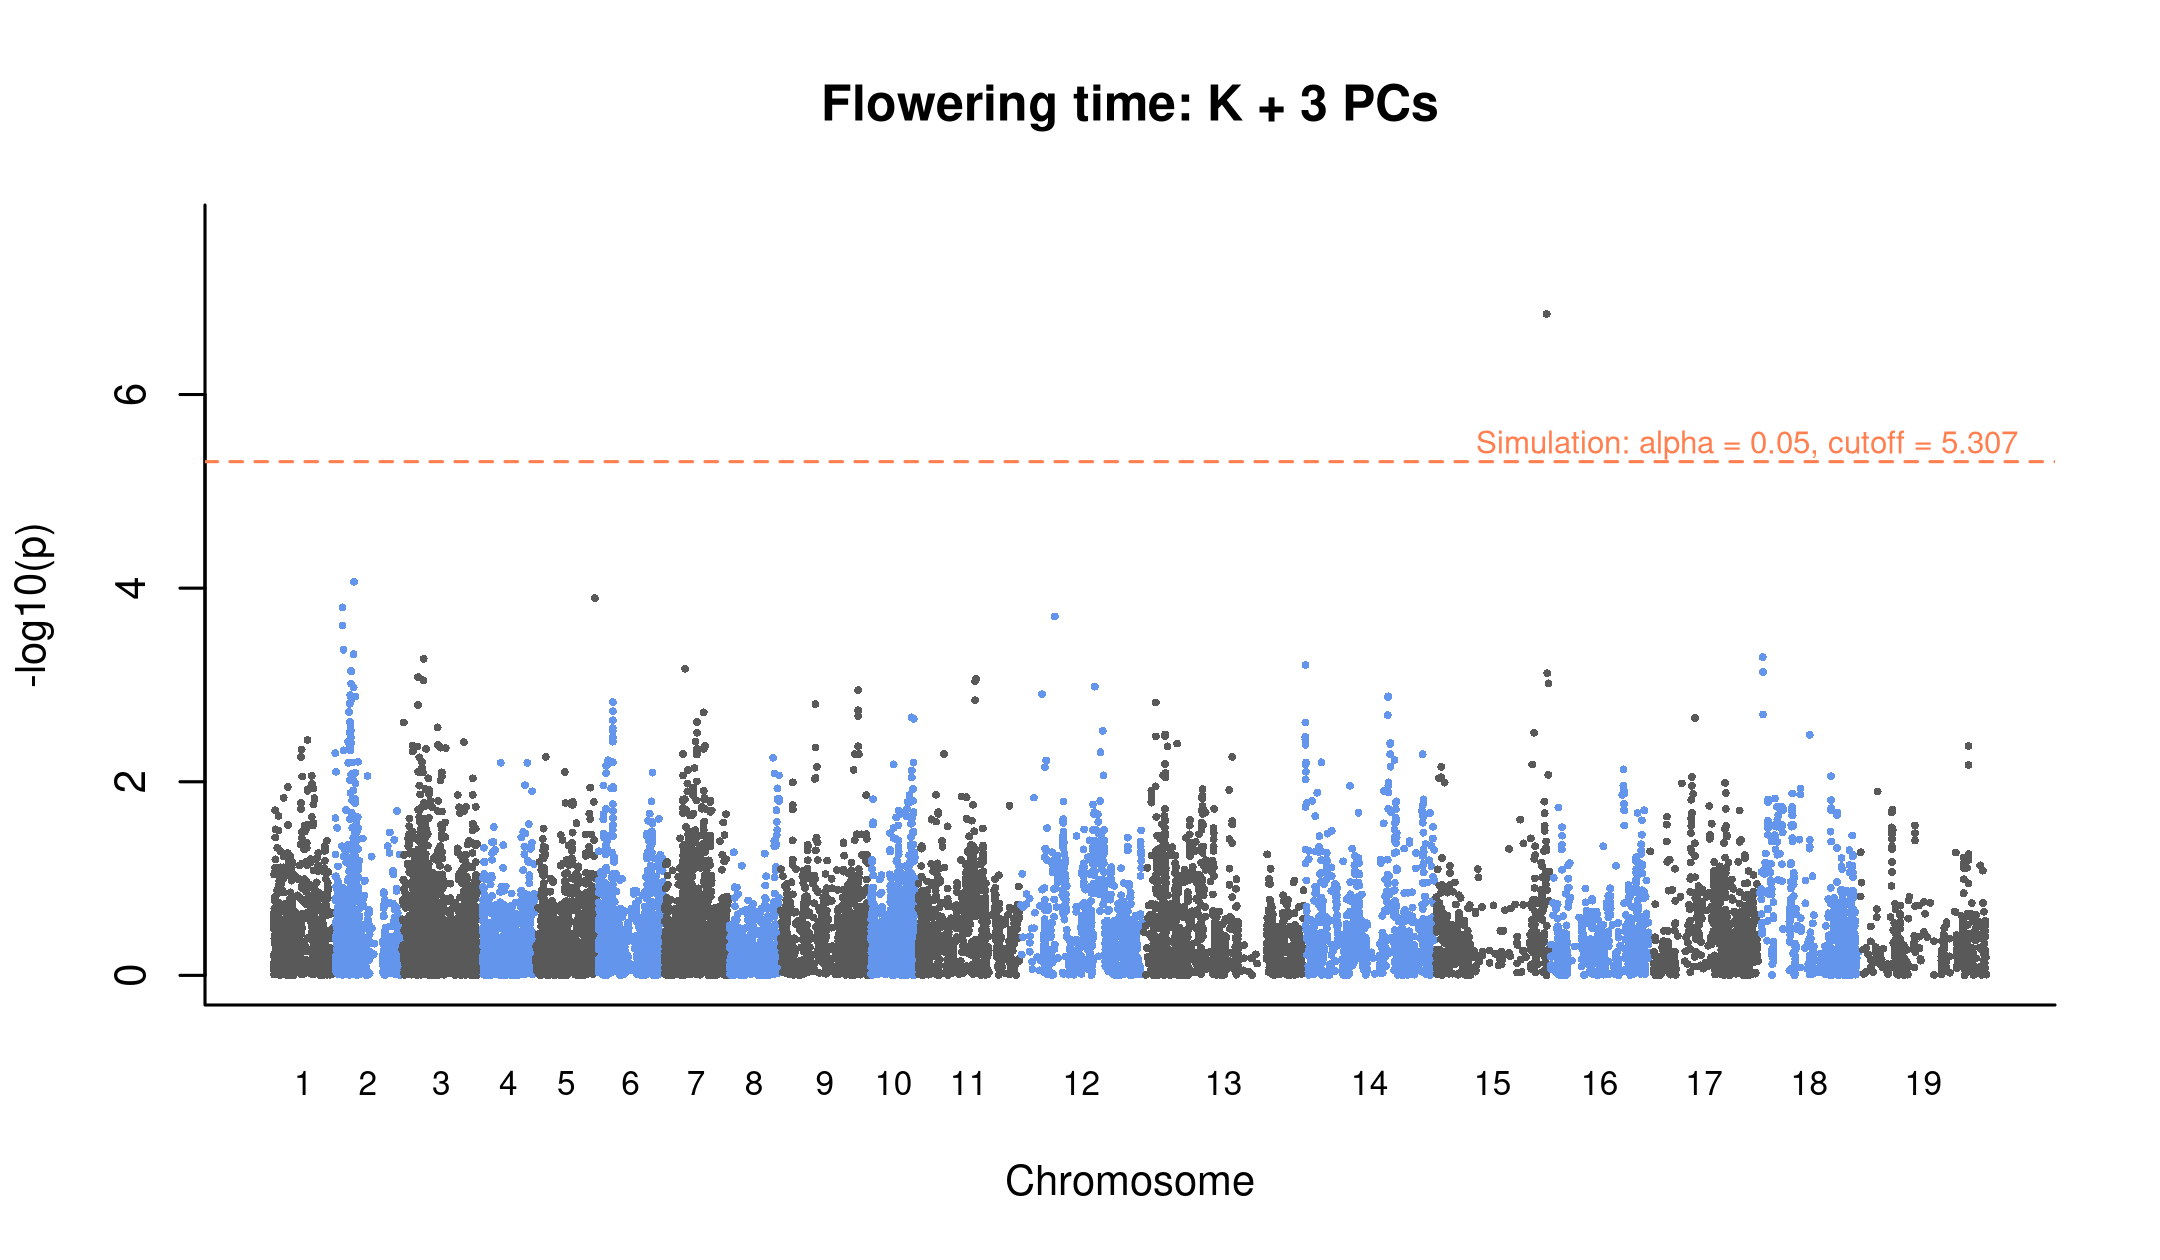 Flowering time: K + 3 PCs
-log10(p)
6
4
2
0
Simulation: alpha = 0.05, cutoff = 5.307
1 2 3 4 5 6 7 8 9 10 11 12 13 14 15 16 17 18 19
Chromosome